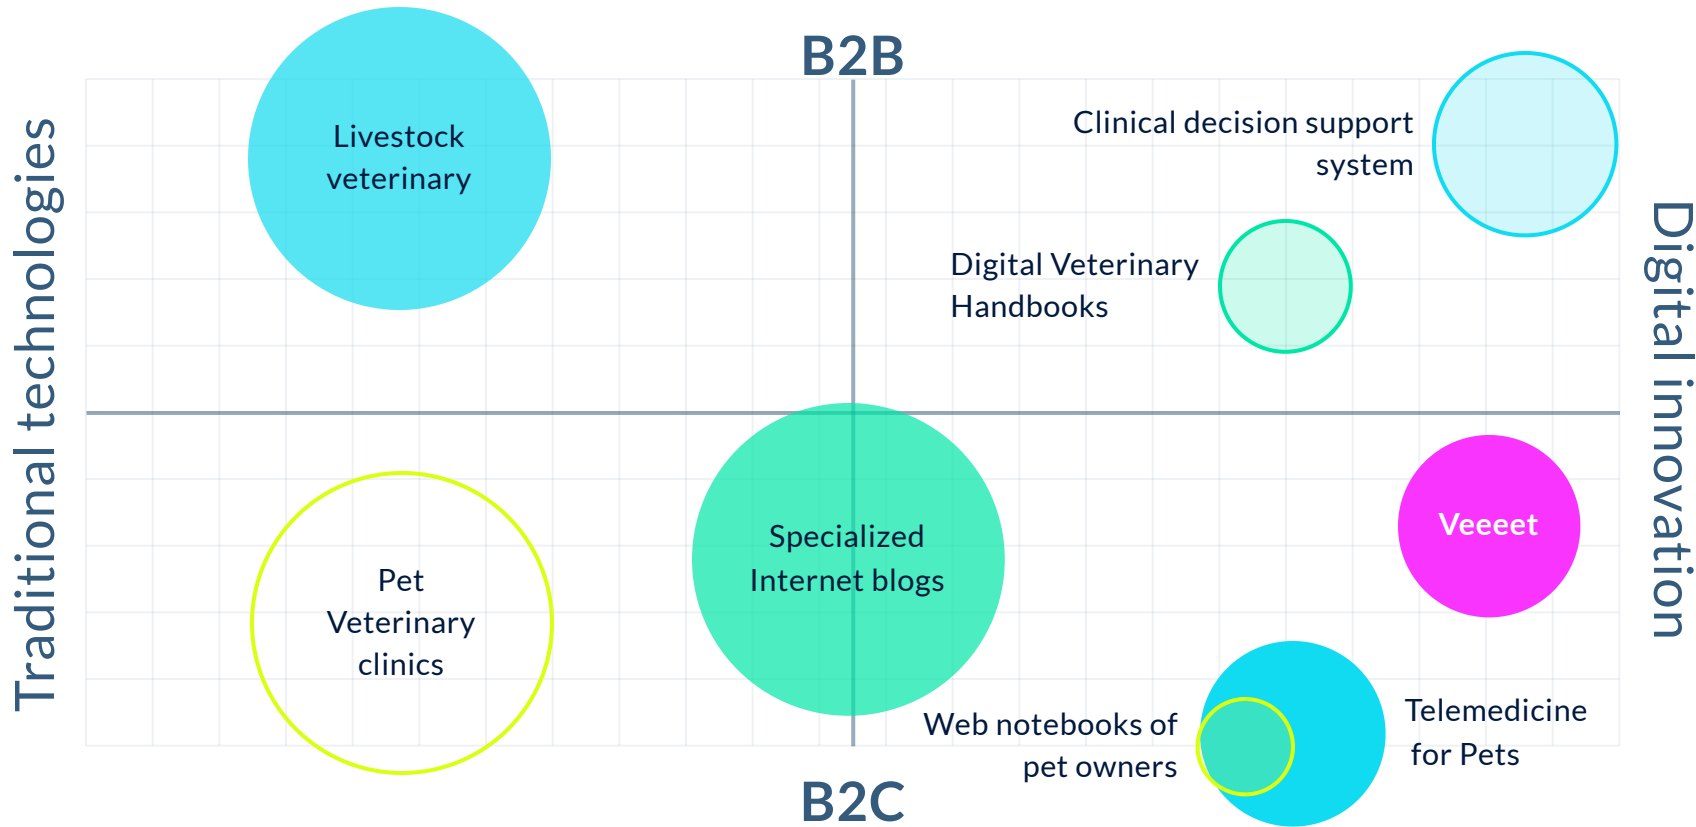 B2B
Traditional technologies
Livestock
veterinary
Clinical decision support
system
Digital Veterinary
Handbooks
Digital innovation
Pet
Veterinary
clinics
Specialized
Internet blogs
Veeeet
Web notebooks of
pet owners
Telemedicine
for Pets
B2C